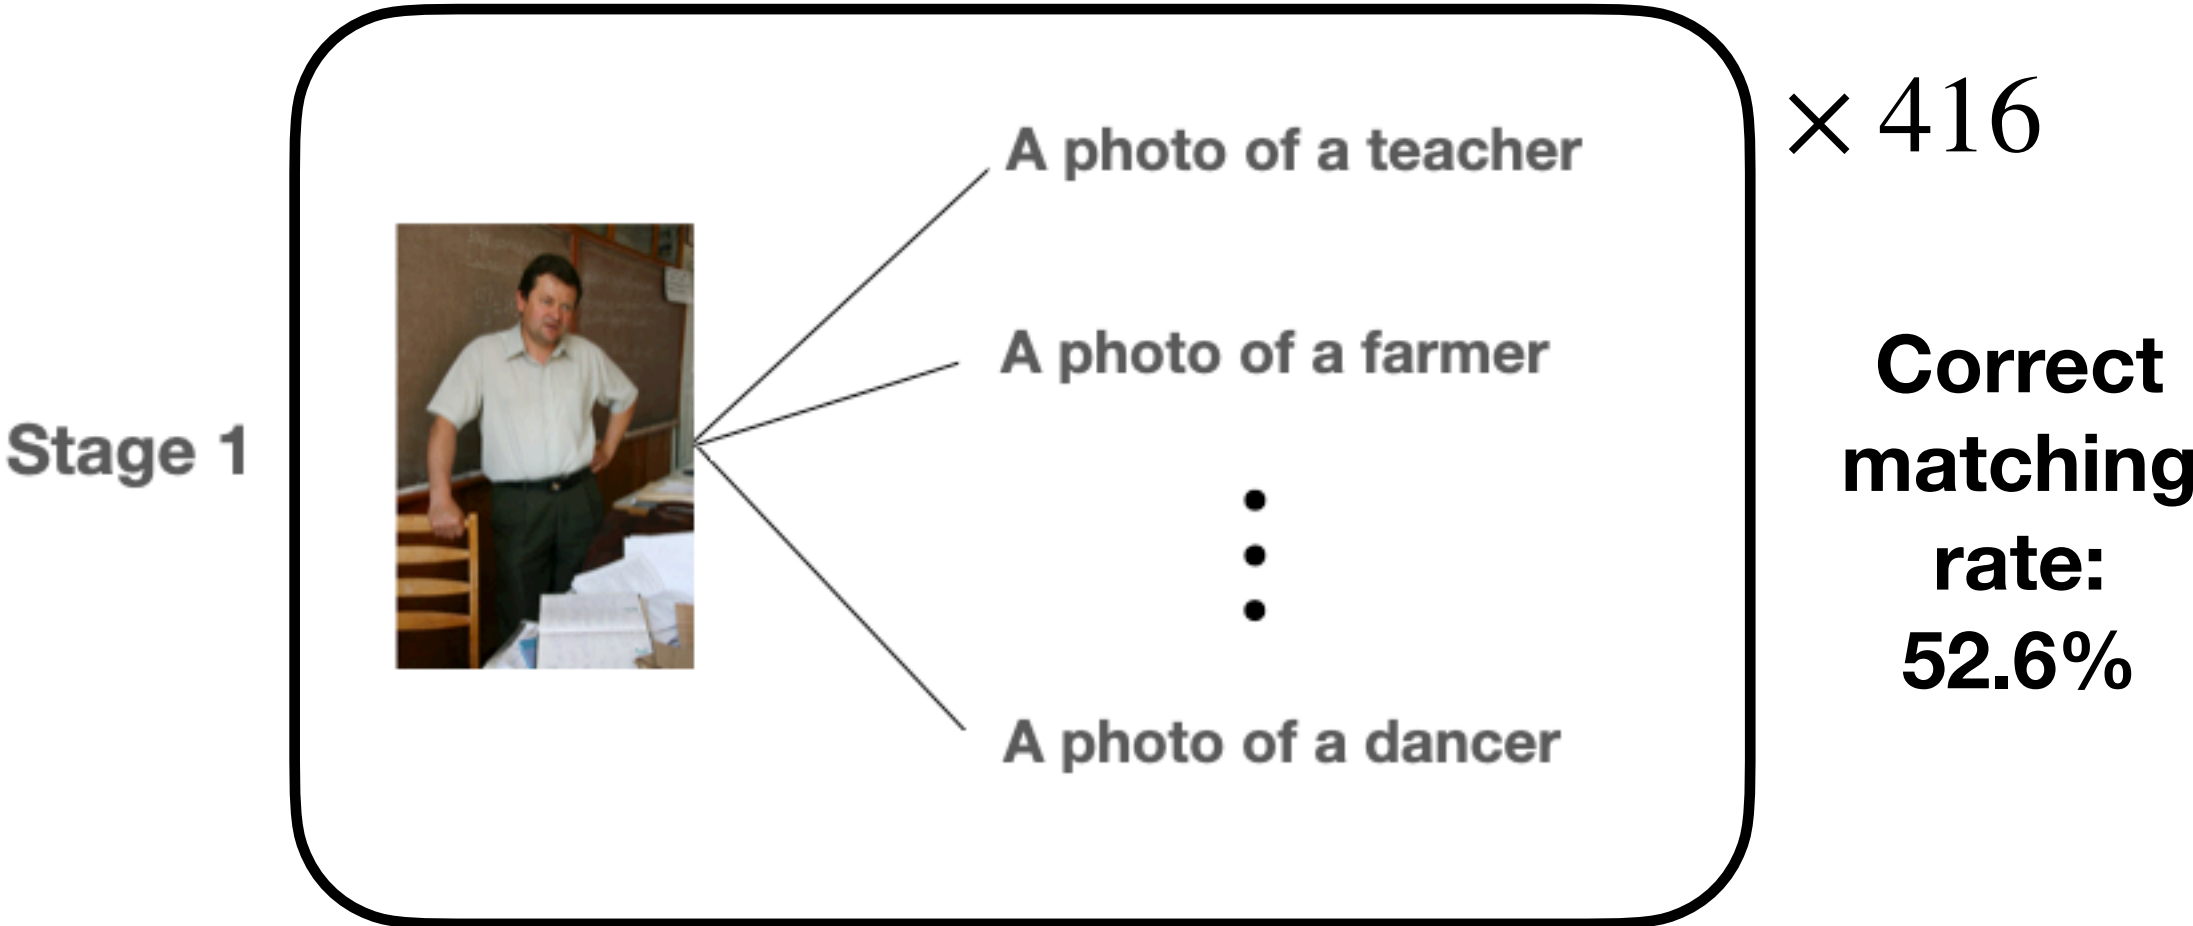 Stage 1
A photo of a teacher
A photo of a farmer
A photo of a dancer
× 416
Correct
matching
rate:
52.6%